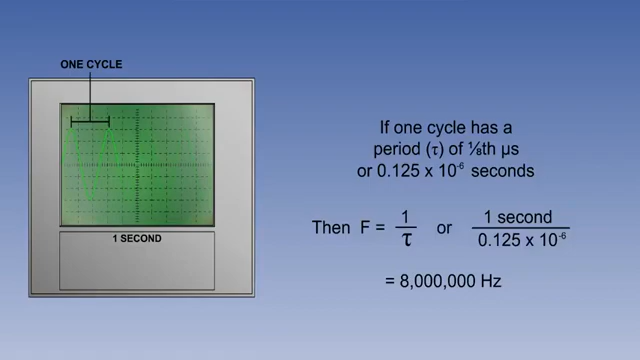 ONE CYCLE
1 SECOND
If one cycle has a
period (τ) of ⅛th µs
or 0.125 x 10⁻⁶ seconds
Then F = 1/τ or 1 second/0.125 x 10⁻⁶
= 8,000,000 Hz